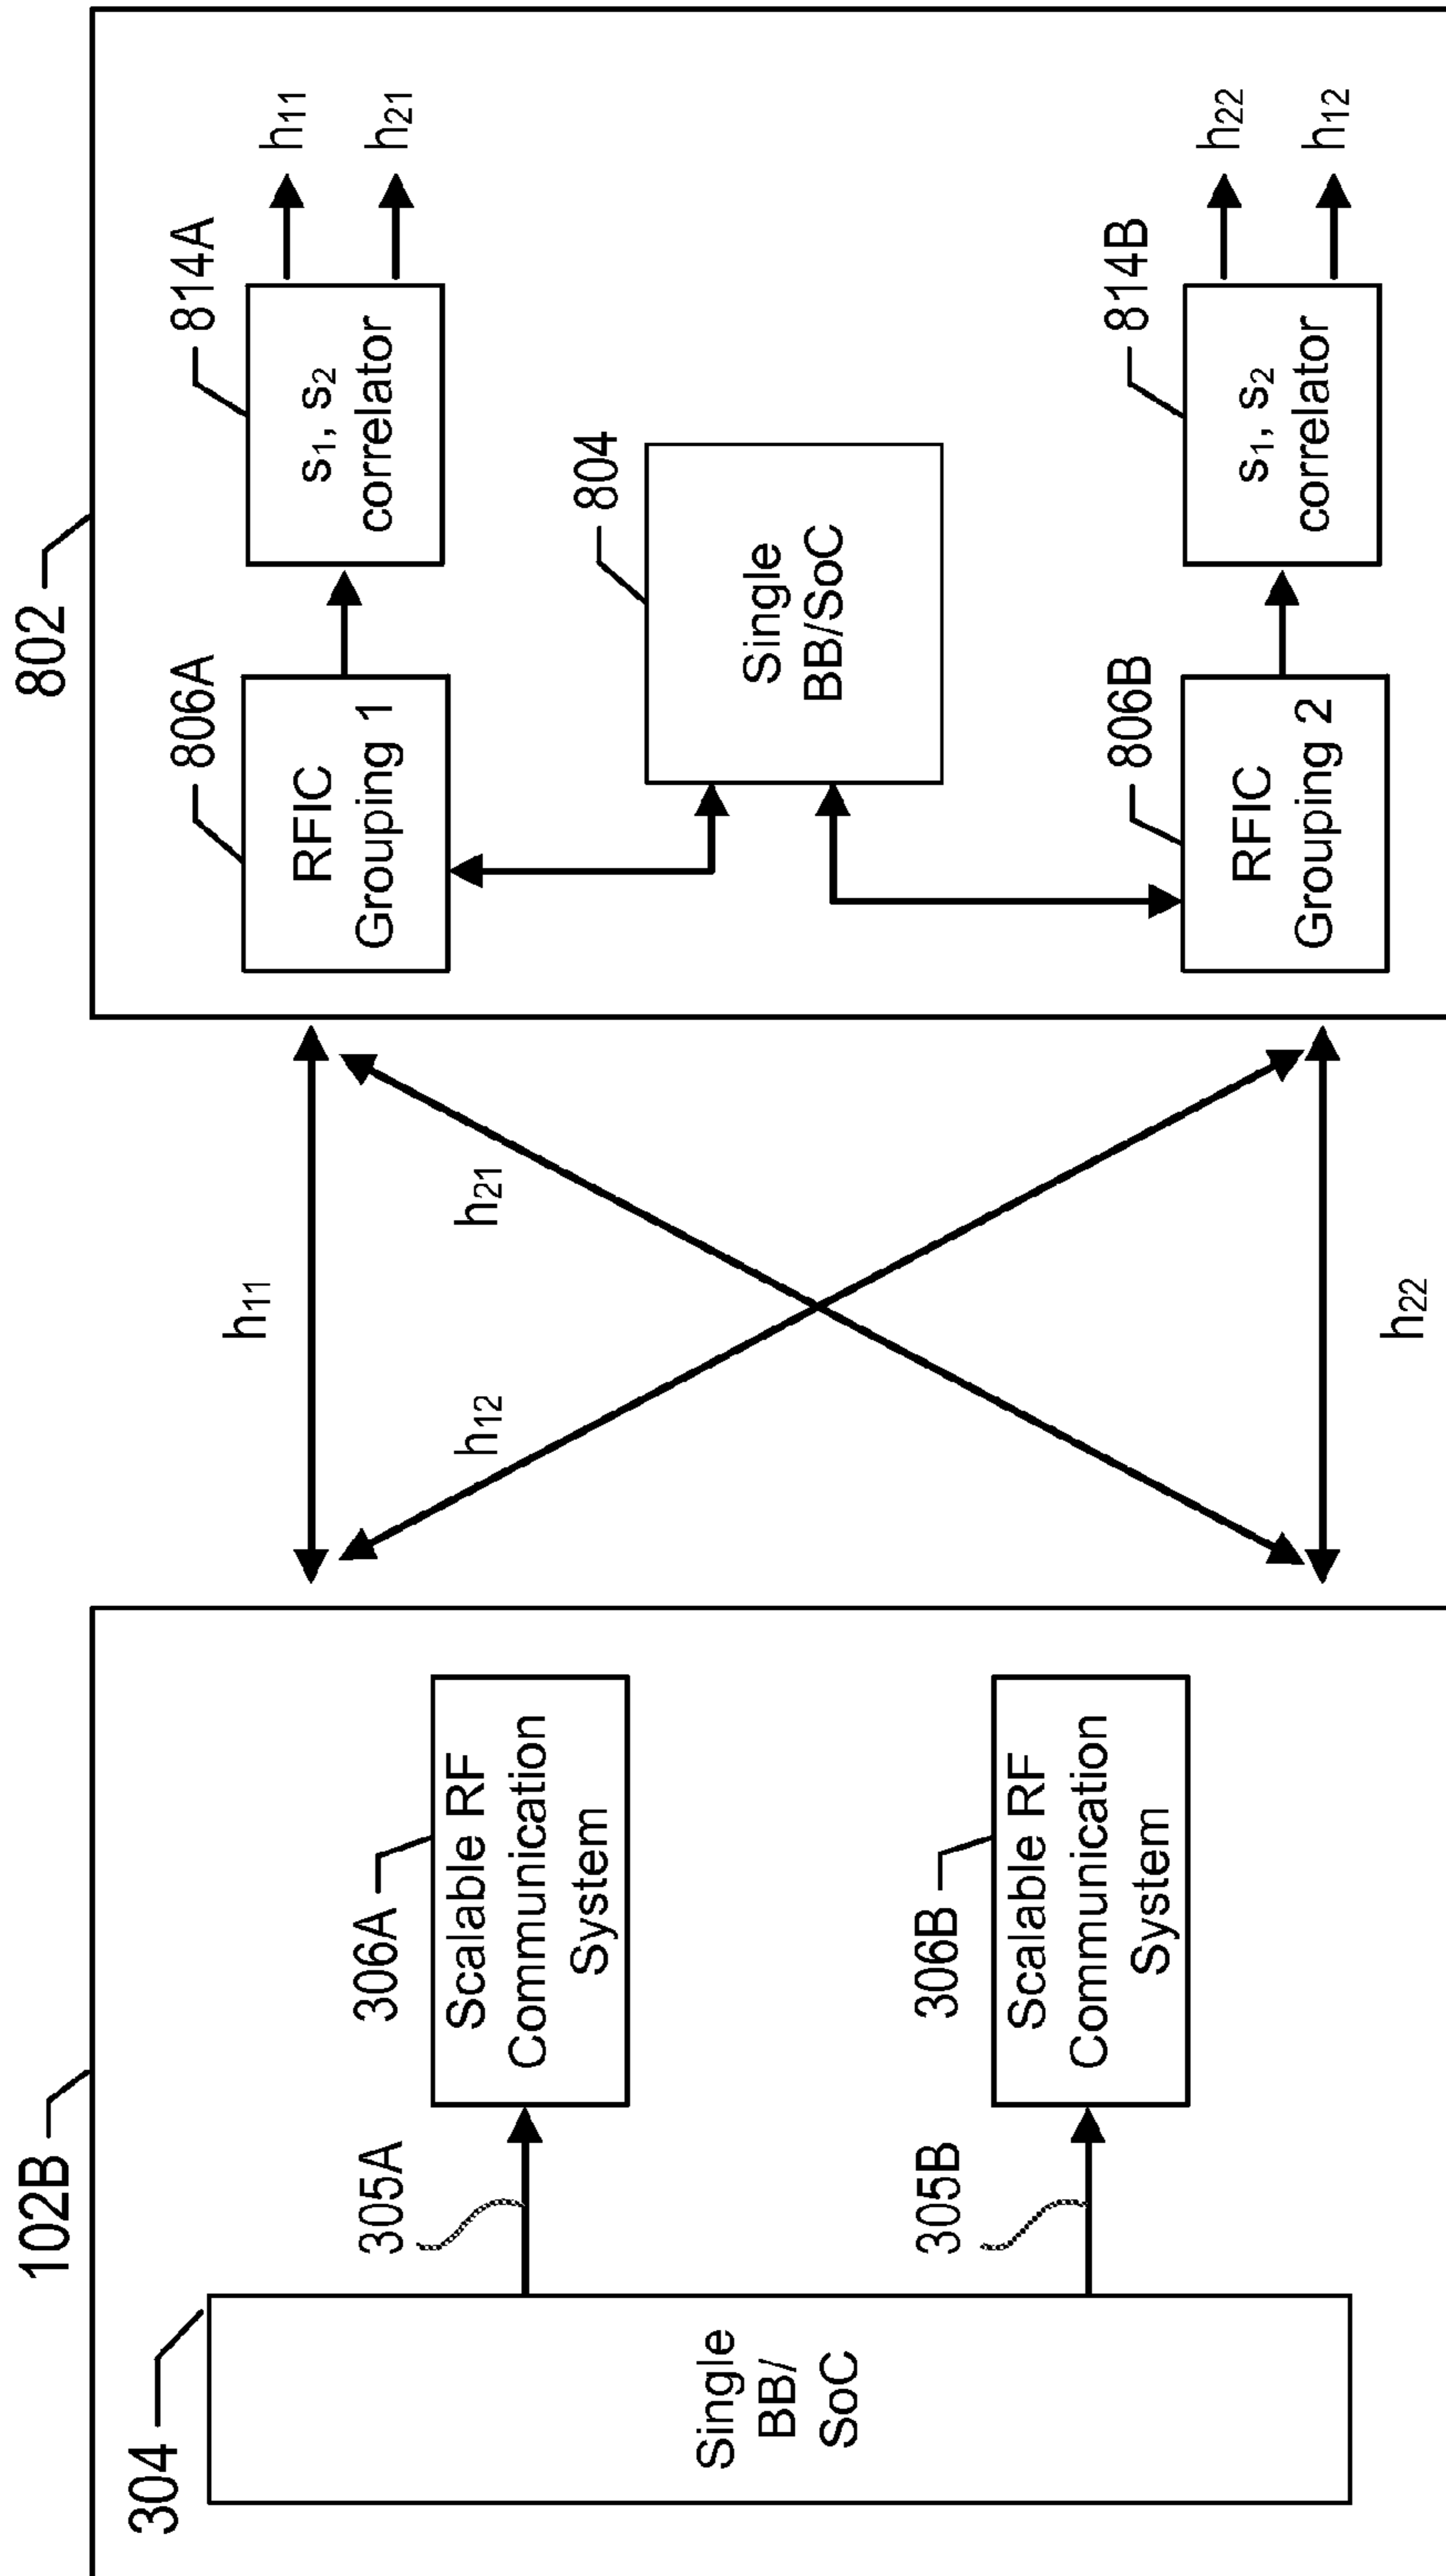 102B
304
Single
BB/
SoC
305A
305B
306A
Scalable RF
Communication
System
306B
Scalable RF
Communication
System
h11
h12
h21
h22
802
806A
RFIC
Grouping 1
814A
s1, s2
correlator
h11
h21
804
Single
BB/SoC
806B
RFIC
Grouping 2
814B
s1, s2
correlator
h22
h12